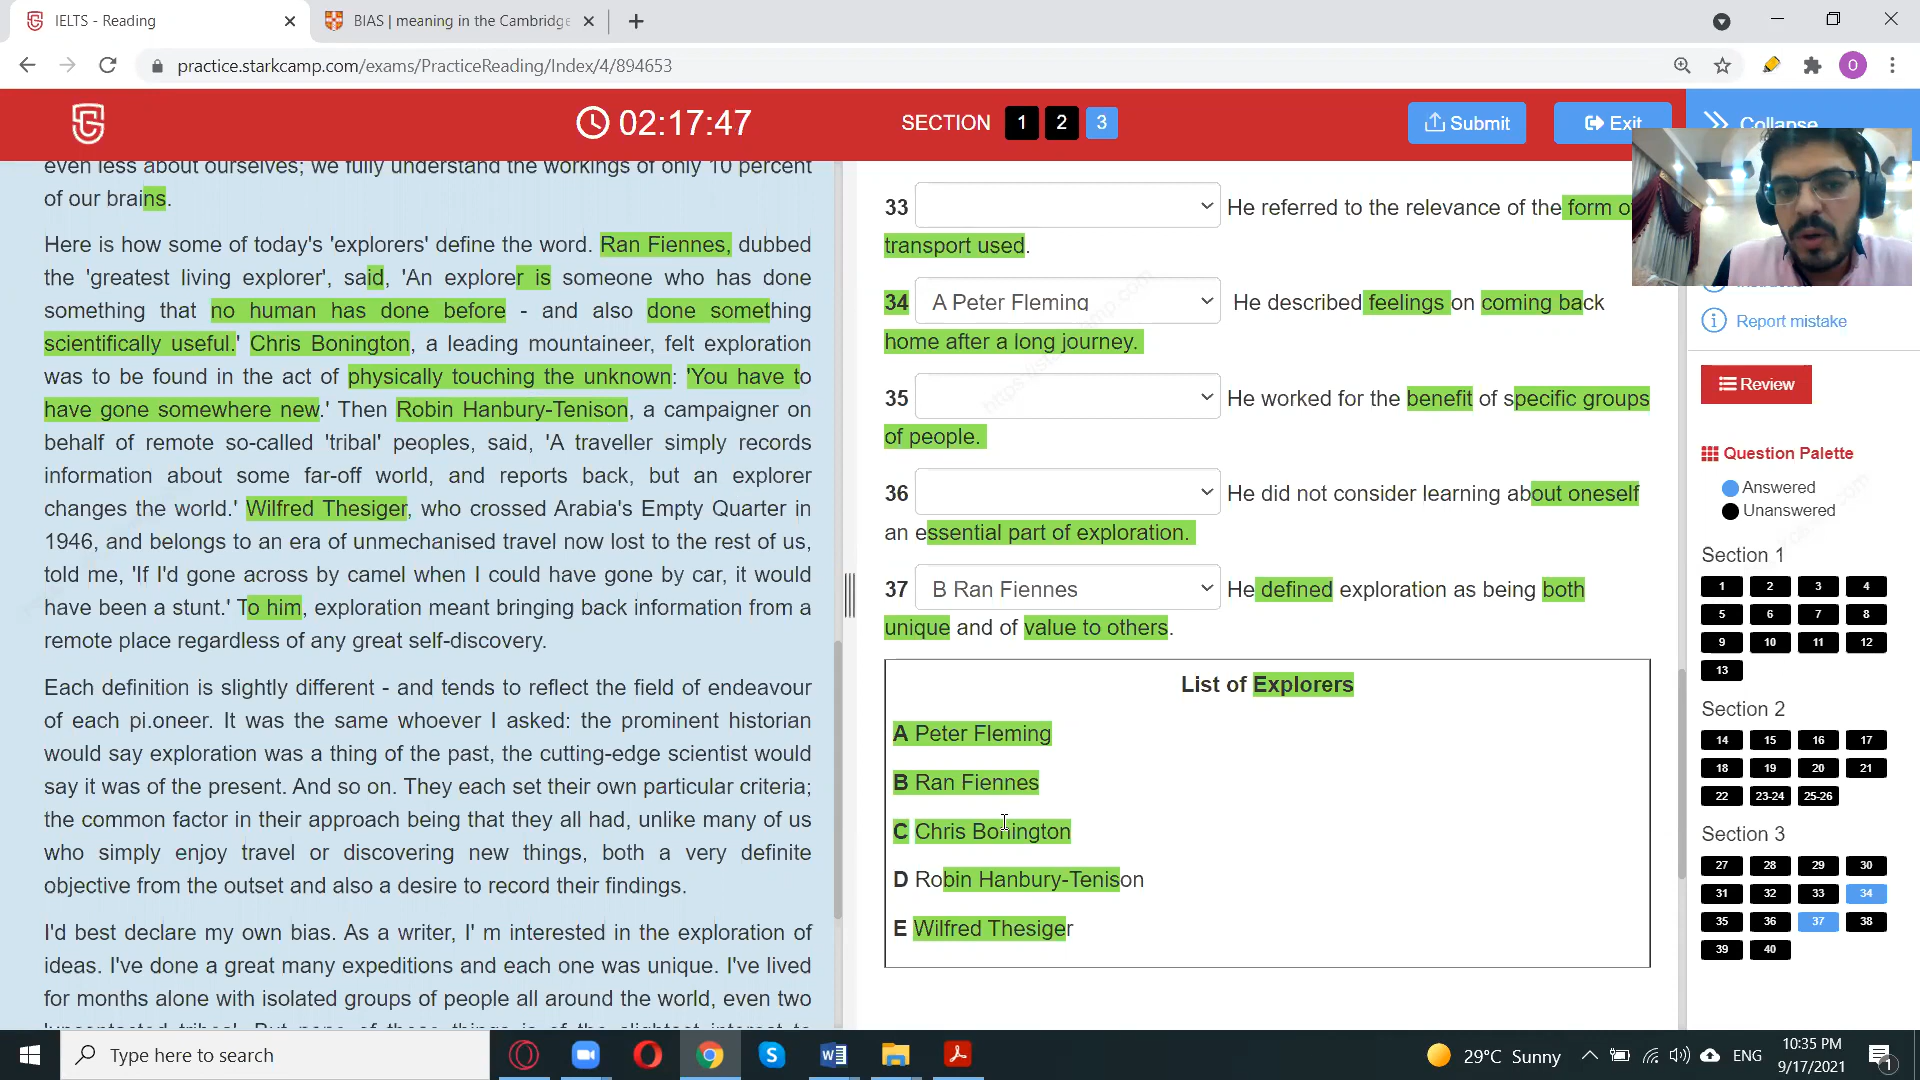 IELTS - Reading
BIAS | meaning in the Cambridge
practice.starkcamp.com/exams/PracticeReading/Index/4/894653
O
02:17:47
SECTION 1 2 3
Submit
Exit
Collapse
even less about ourselves; we fully understand the workings of only 10 percent
of our brains.
Here is how some of today's 'explorers' define the word. Ran Fiennes, dubbed
the 'greatest living explorer', said, 'An explorer is someone who has done
something that no human has done before - and also done something
scientifically useful.' Chris Bonington, a leading mountaineer, felt exploration
was to be found in the act of physically touching the unknown: 'You have to
have gone somewhere new.' Then Robin Hanbury-Tenison, a campaigner on
behalf of remote so-called 'tribal' peoples, said, 'A traveller simply records
information about some far-off world, and reports back, but an explorer
changes the world.' Wilfred Thesiger, who crossed Arabia's Empty Quarter in
1946, and belongs to an era of unmechanised travel now lost to the rest of us,
told me, 'If I'd gone across by camel when I could have gone by car, it would
have been a stunt.' To him, exploration meant bringing back information from a
remote place regardless of any great self-discovery.
Each definition is slightly different - and tends to reflect the field of endeavour
of each pi.oneer. It was the same whoever I asked: the prominent historian
would say exploration was a thing of the past, the cutting-edge scientist would
say it was of the present. And so on. They each set their own particular criteria;
the common factor in their approach being that they all had, unlike many of us
who simply enjoy travel or discovering new things, both a very definite
objective from the outset and also a desire to record their findings.
I'd best declare my own bias. As a writer, I' m interested in the exploration of
ideas. I've done a great many expeditions and each one was unique. I've lived
for months alone with isolated groups of people all around the world, even two
33 He referred to the relevance of the form
transport used.
34 A Peter Fleming He described feelings on coming back
home after a long journey.
35 He worked for the benefit of specific groups
of people.
36 He did not consider learning about oneself
an essential part of exploration.
37 B Ran Fiennes He defined exploration as being both
unique and of value to others.
List of Explorers
A Peter Fleming
B Ran Fiennes
C Chris Bonington
D Robin Hanbury-Tenison
E Wilfred Thesiger
Report mistake
Review
Question Palette
Answered
Unanswered
Section 1
1 2 3 4
5 6 7 8
9 10 11 12
13
Section 2
14 15 16 17
18 19 20 21
22 23-24 25-26
Section 3
27 28 29 30
31 32 33 34
35 36 37 38
39 40
Type here to search
29°C Sunny
ENG
10:35 PM
9/17/2021
1